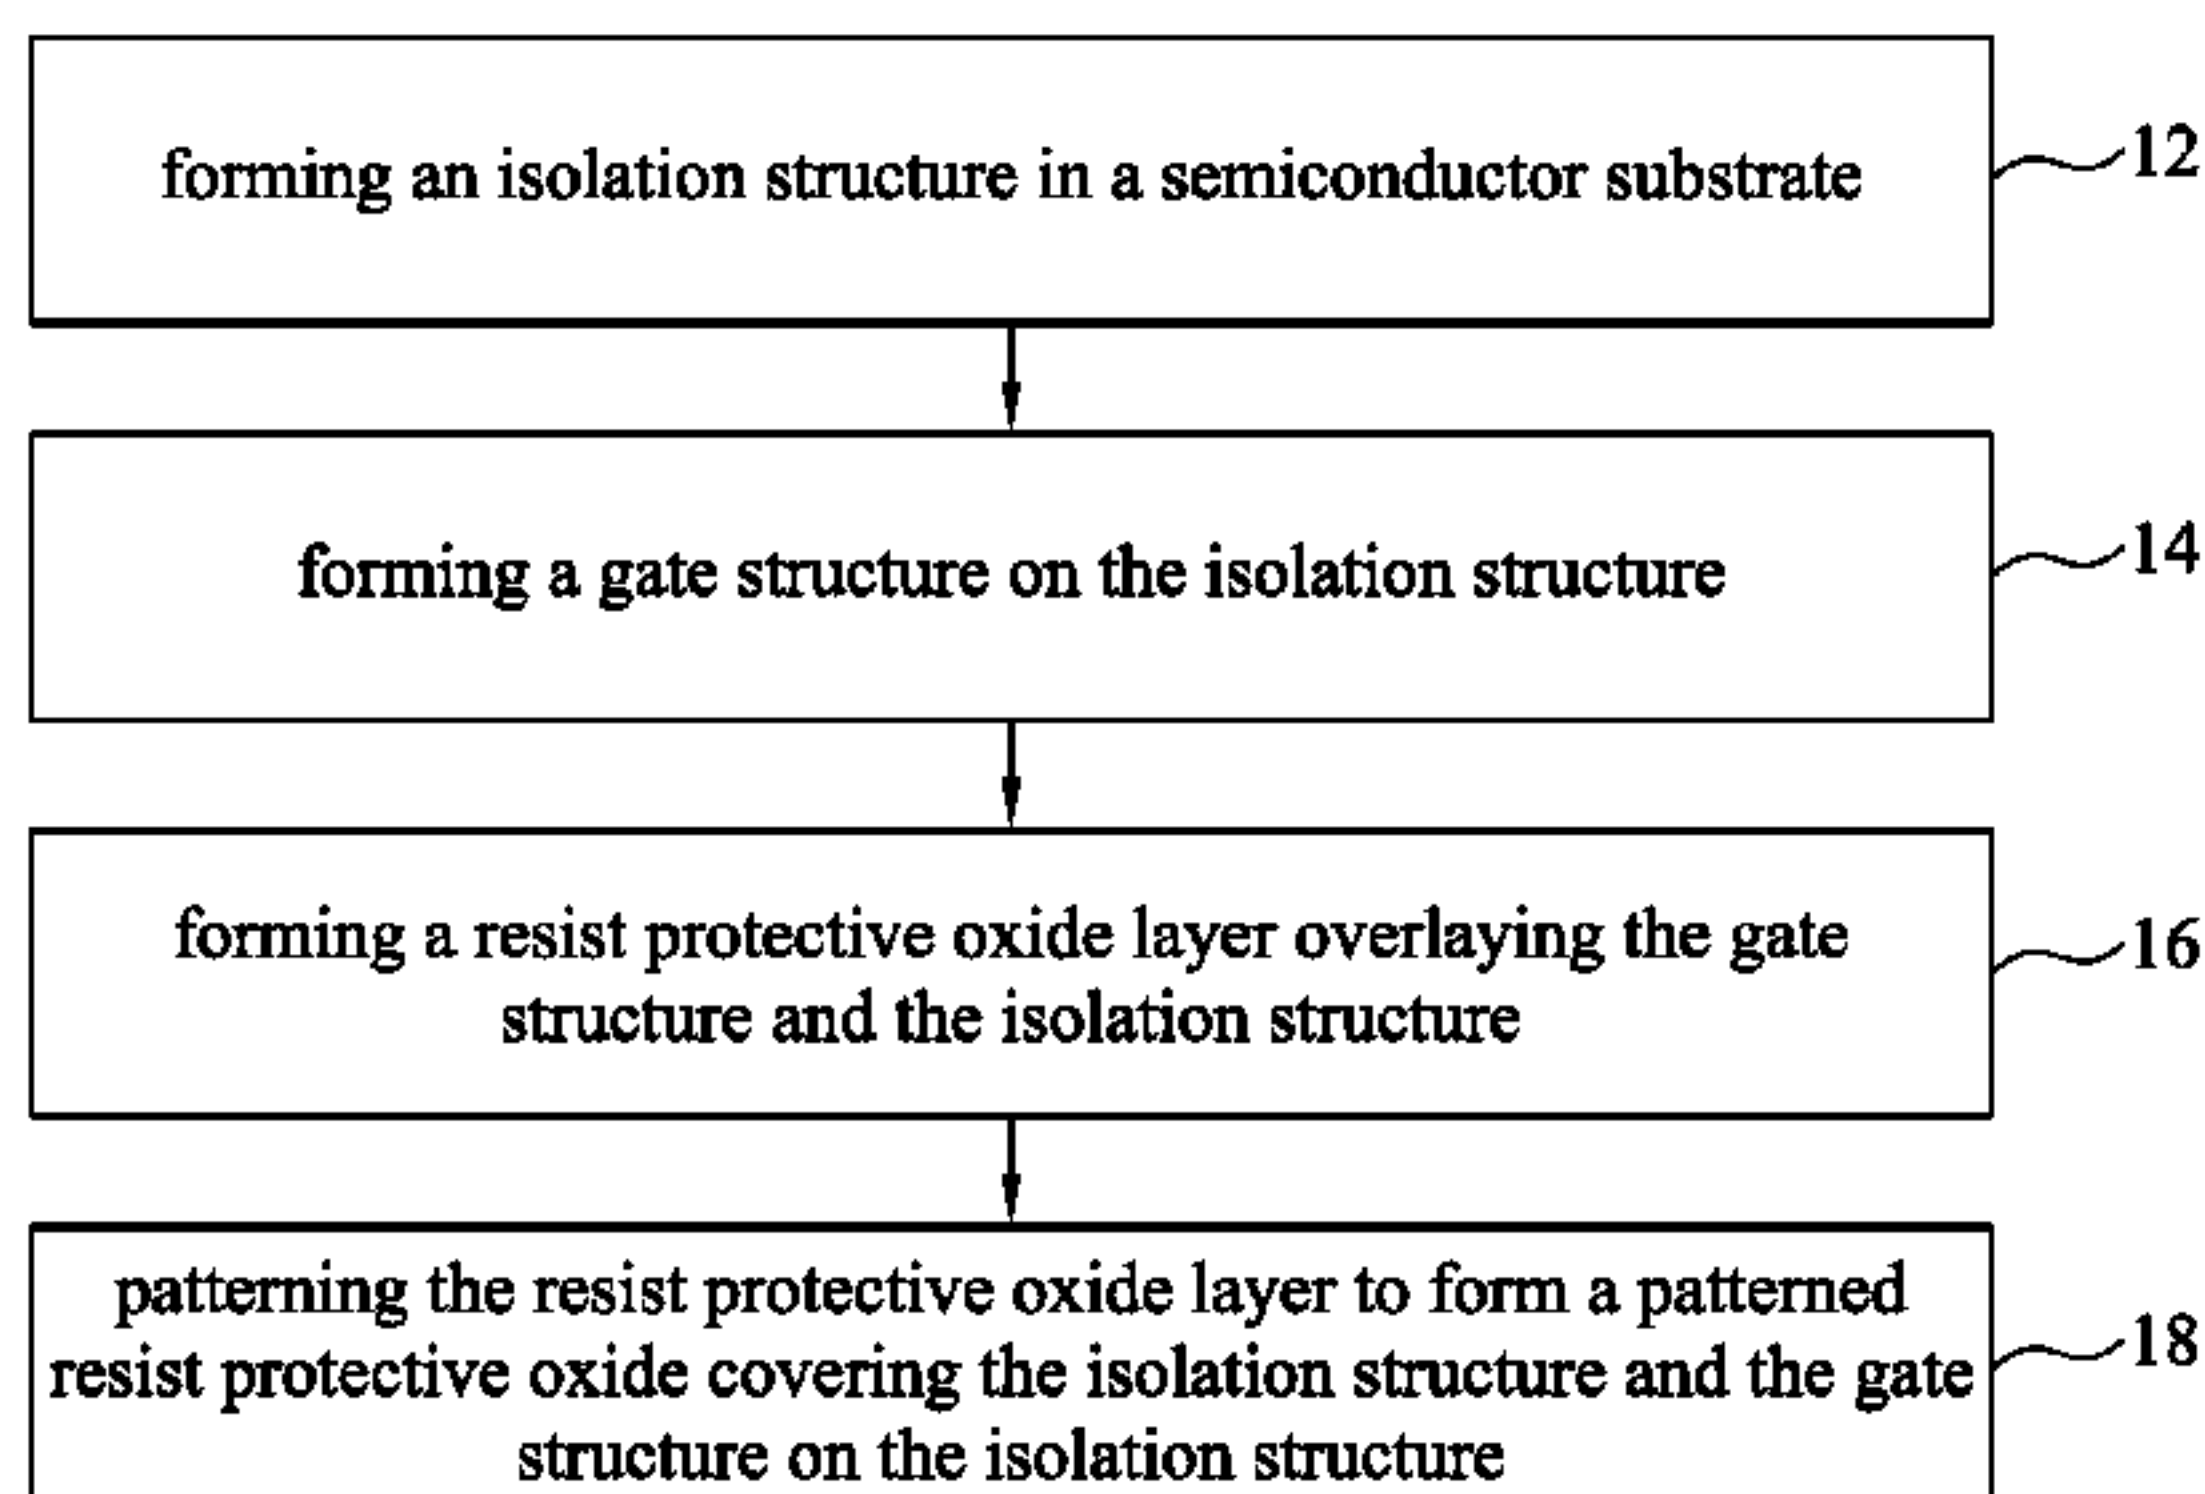 forming an isolation structure in a semiconductor substrate
12
forming a gate structure on the isolation structure
14
forming a resist protective oxide layer overlaying the gate
structure and the isolation structure
16
patterning the resist protective oxide layer to form a patterned
resist protective oxide covering the isolation structure and the gate
structure on the isolation structure
18